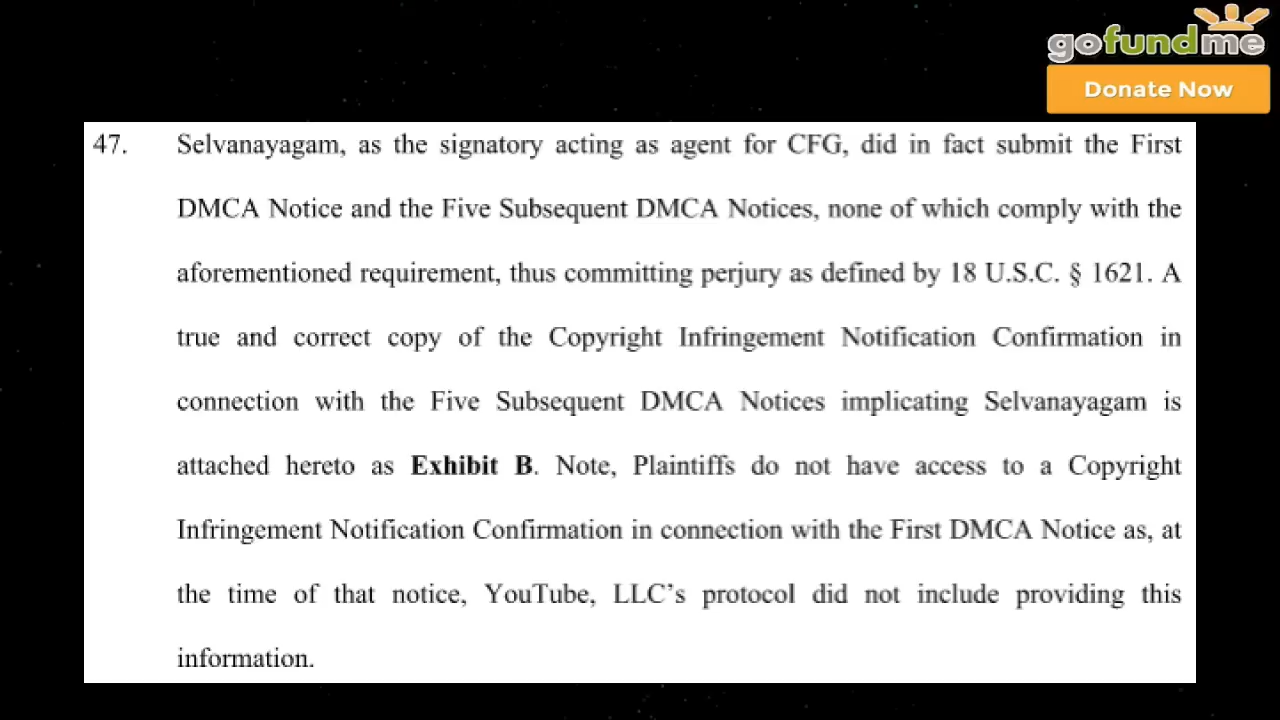 gofundme
Donate Now
47. Selvanayagam, as the signatory acting as agent for CFG, did in fact submit the First
DMCA Notice and the Five Subsequent DMCA Notices, none of which comply with the
aforementioned requirement, thus committing perjury as defined by 18 U.S.C. § 1621. A
true and correct copy of the Copyright Infringement Notification Confirmation in
connection with the Five Subsequent DMCA Notices implicating Selvanayagam is
attached hereto as Exhibit B. Note, Plaintiffs do not have access to a Copyright
Infringement Notification Confirmation in connection with the First DMCA Notice as, at
the time of that notice, YouTube, LLC’s protocol did not include providing this
information.